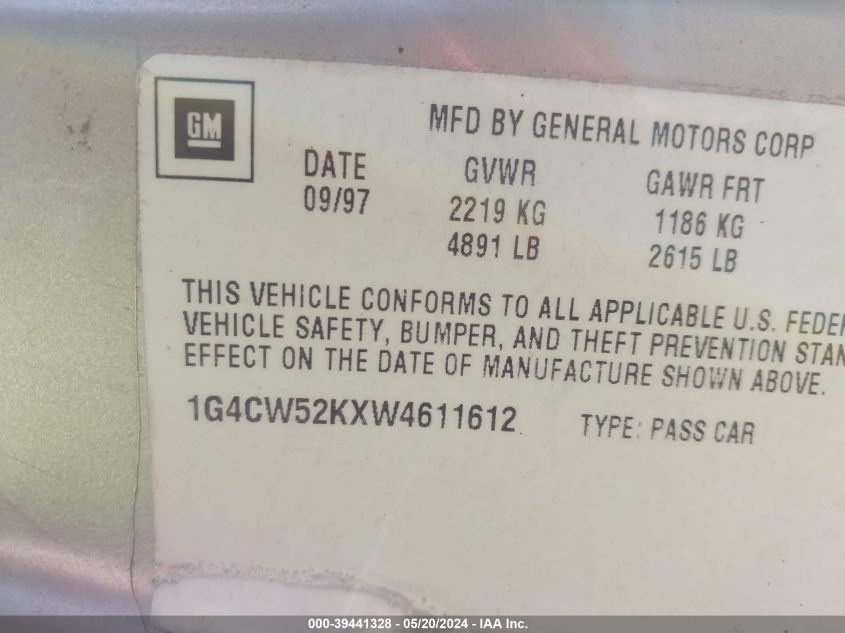 GM
MFD BY GENERAL MOTORS CORP
DATE GVWR GAWR FRT
09/97 2219 KG 1186 KG
4891 LB 2615 LB
THIS VEHICLE CONFORMS TO ALL APPLICABLE U.S. FEDER
VEHICLE SAFETY, BUMPER, AND THEFT PREVENTION STAN
EFFECT ON THE DATE OF MANUFACTURE SHOWN ABOVE.
1G4CW52KXW4611612 TYPE: PASS CAR
000-39441328 - 05/20/2024 - IAA Inc.